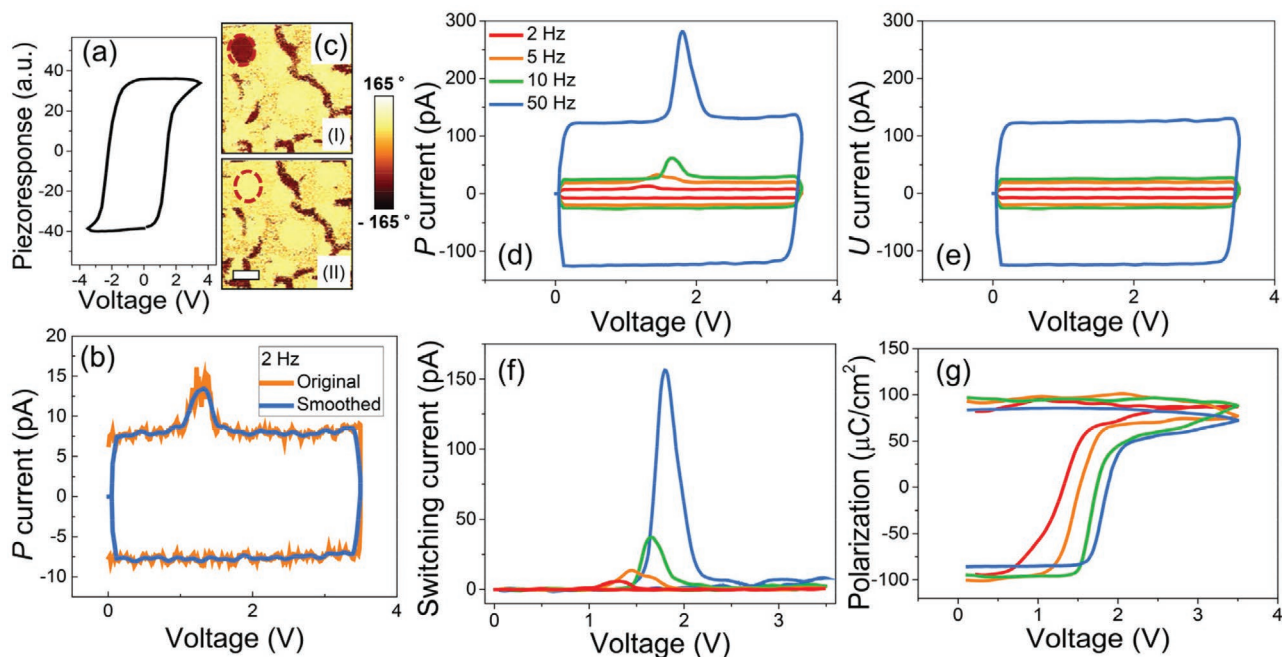 (a)
Piezoresponse (a.u.)
80
40
0
-40
-80
-4 -2 0 2 4
Voltage (V)
(c)
(I)
(II)
165 °
- 165 °
(d)
P current (pA)
300
200
100
0
-100
2 Hz
5 Hz
10 Hz
50 Hz
0 2 4
Voltage (V)
(e)
U current (pA)
300
200
100
0
-100
0 2 4
Voltage (V)
(b)
P current (pA)
20
15
10
5
0
-5
-10
2 Hz
Original
Smoothed
0 2 4
Voltage (V)
(f)
Switching current (pA)
150
100
50
0
0 1 2 3
Voltage (V)
(g)
Polarization (μC/cm²)
150
100
50
0
-50
-100
0 1 2 3 4
Voltage (V)